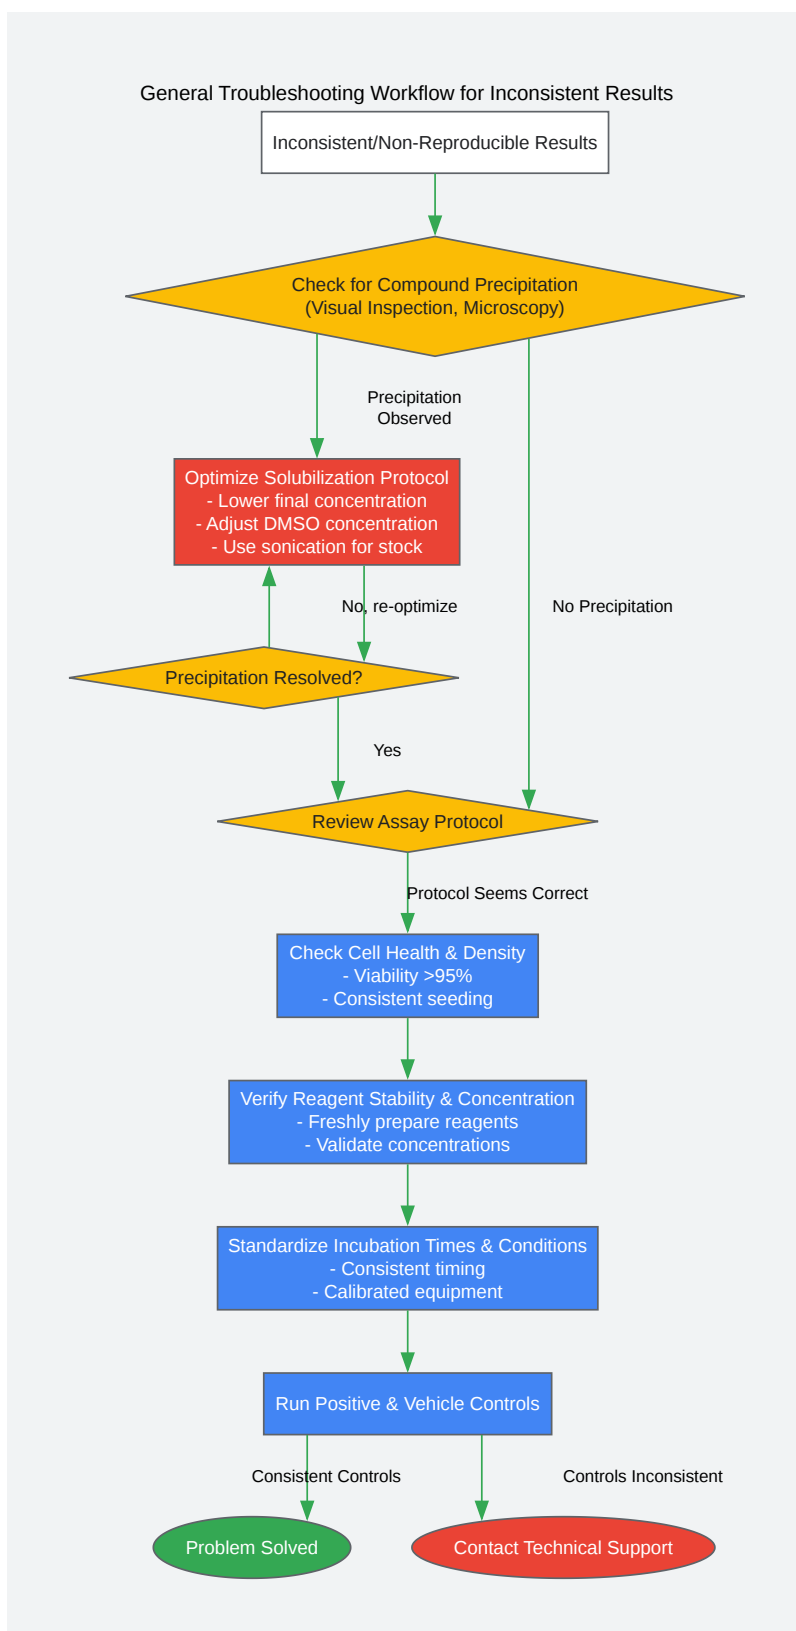 General Troubleshooting Workflow for Inconsistent Results
Inconsistent/Non-Reproducible Results
Check for Compound Precipitation
(Visual Inspection, Microscopy)
Precipitation
Observed
Optimize Solubilization Protocol
- Lower final concentration
- Adjust DMSO concentration
- Use sonication for stock
No, re-optimize
No Precipitation
Precipitation Resolved?
Yes
Review Assay Protocol
Protocol Seems Correct
Check Cell Health & Density
- Viability >95%
- Consistent seeding
Verify Reagent Stability & Concentration
- Freshly prepare reagents
- Validate concentrations
Standardize Incubation Times & Conditions
- Consistent timing
- Calibrated equipment
Run Positive & Vehicle Controls
Consistent Controls
Controls Inconsistent
Problem Solved
Contact Technical Support